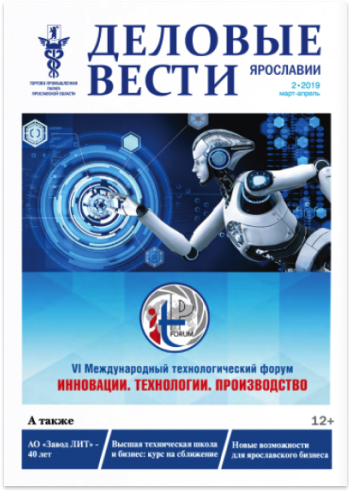 ДЕЛОВЫЕ
ВЕСТИ
ЯРОСЛАВИИ
2•2019
март-апрель
ТОРГОВО-ПРОМЫШЛЕННАЯ
ПАЛАТА
ЯРОСЛАВСКОЙ ОБЛАСТИ
itP
FORUM
VI Международный технологический форум
ИННОВАЦИИ. ТЕХНОЛОГИИ. ПРОИЗВОДСТВО
А также
12+
АО «Завод ЛИТ» -
40 лет
Высшая техническая школа
и бизнес: курс на сближение
Новые возможности
для ярославского бизнеса